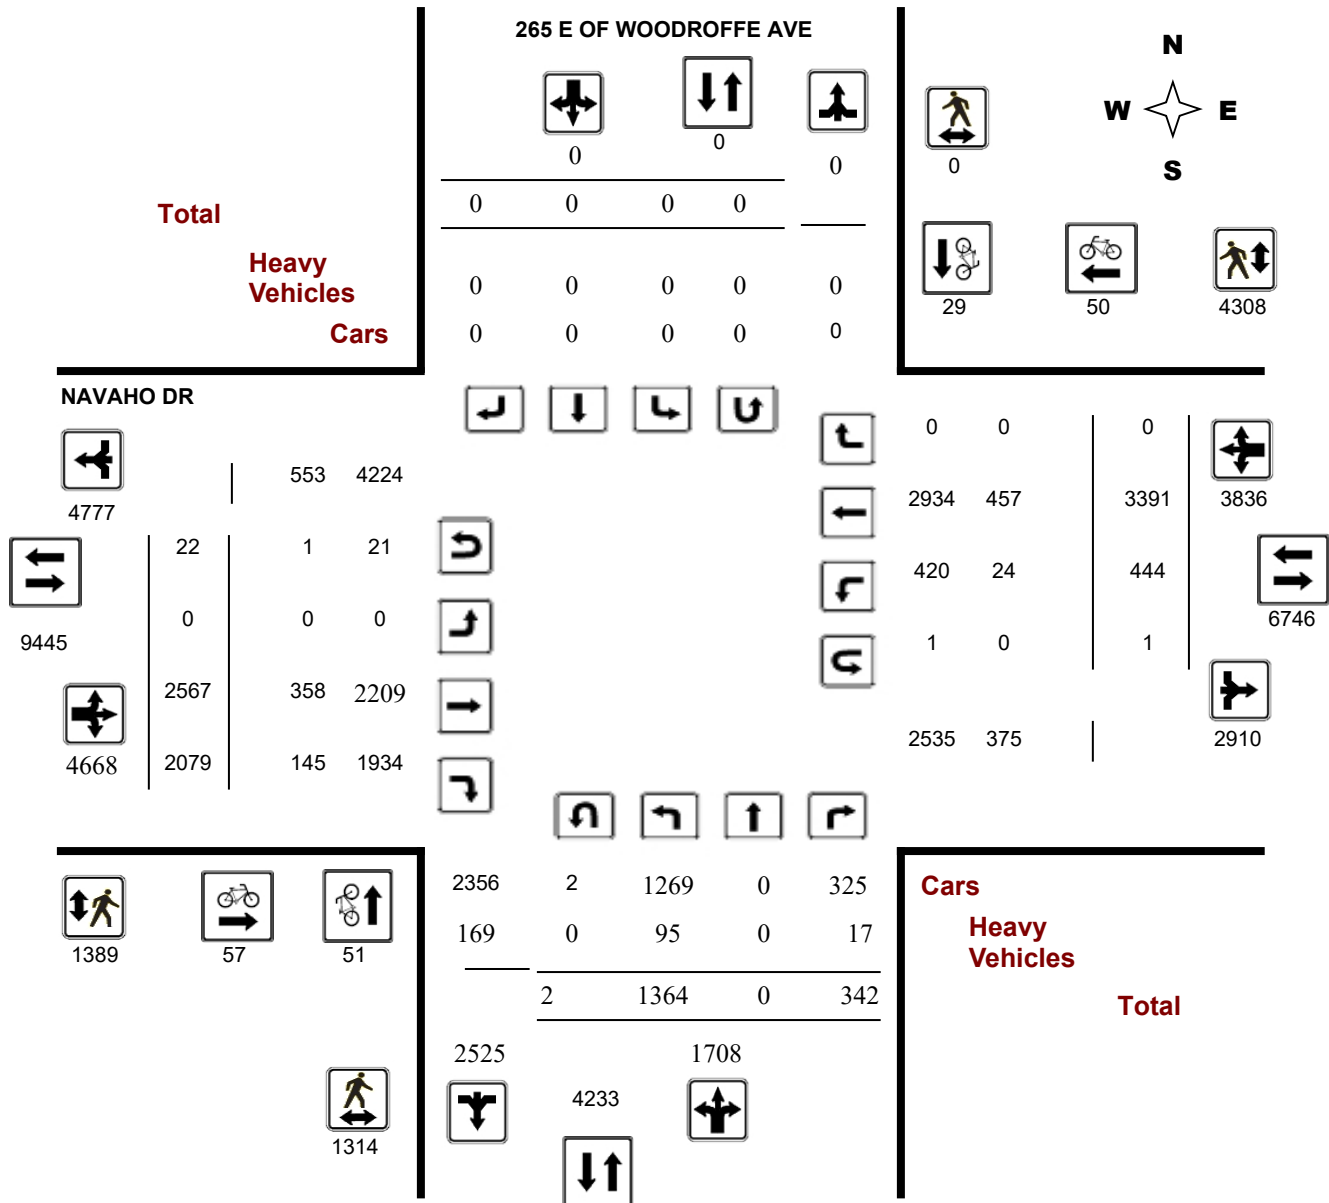 265 E OF WOODROFFE AVE
N
W E
S
0 0 0
0
0 0 0 0
Total
Heavy
Vehicles
0 0 0 0 0
Cars
0 0 0 0 0
29 50 4308
NAVAHO DR
553 4224
4777
22 1 21
0 0 0
9445
2567 358 2209
4668 2079 145 1934
0 0 0
2934 457 3391 3836
420 24 444
6746
1 0 1
2535 375 2910
2356 2 1269 0 325
169 0 95 0 17
2 1364 0 342
2525 1708
4233
1389 57 51
1314
Cars
Heavy
Vehicles
Total